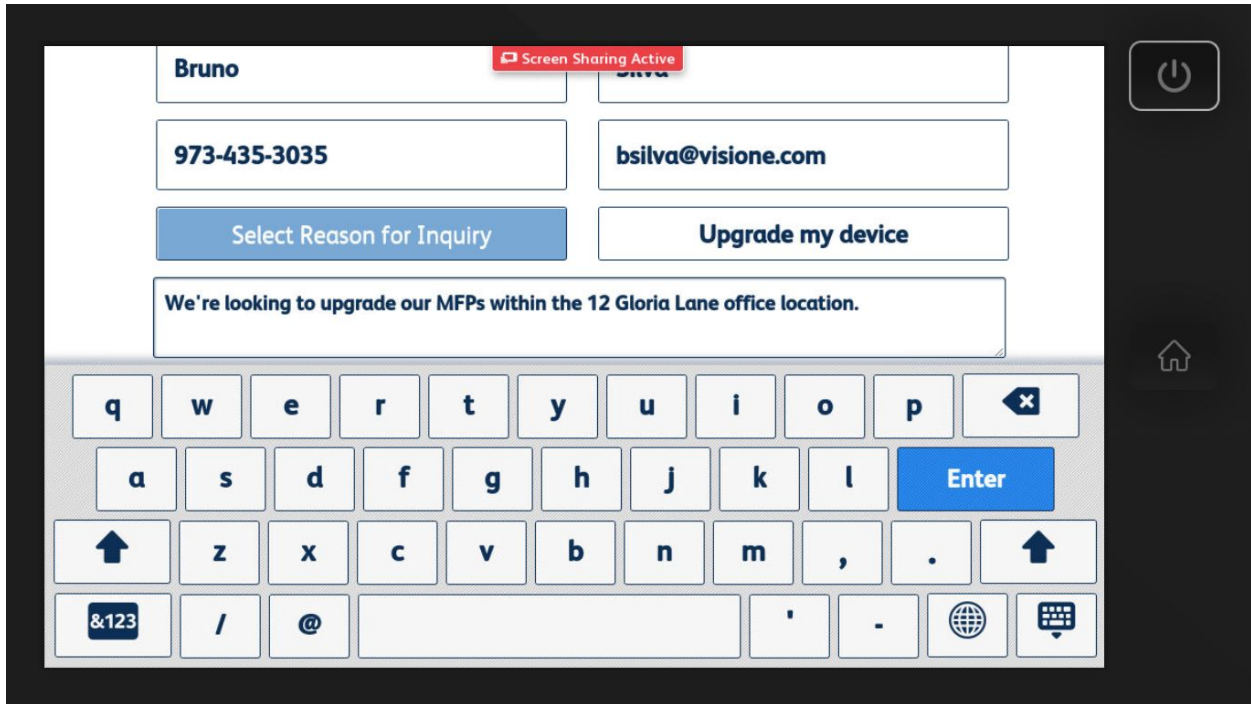 Screen Sharing Active
Bruno
973-435-3035 bsilva@visione.com
Select Reason for Inquiry Upgrade my device
We're looking to upgrade our MFPs within the 12 Gloria Lane office location.
q w e r t y u i o p
a s d f g h j k l Enter
z x c v b n m , .
&123 / @ ' -